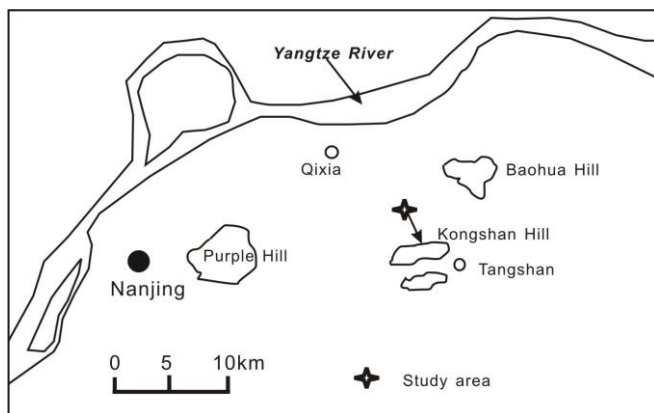 Yangtze River
Qixia
Baohua Hill
Kongshan Hill
Purple Hill
Tangshan
Nanjing
0 5 10km
Study area